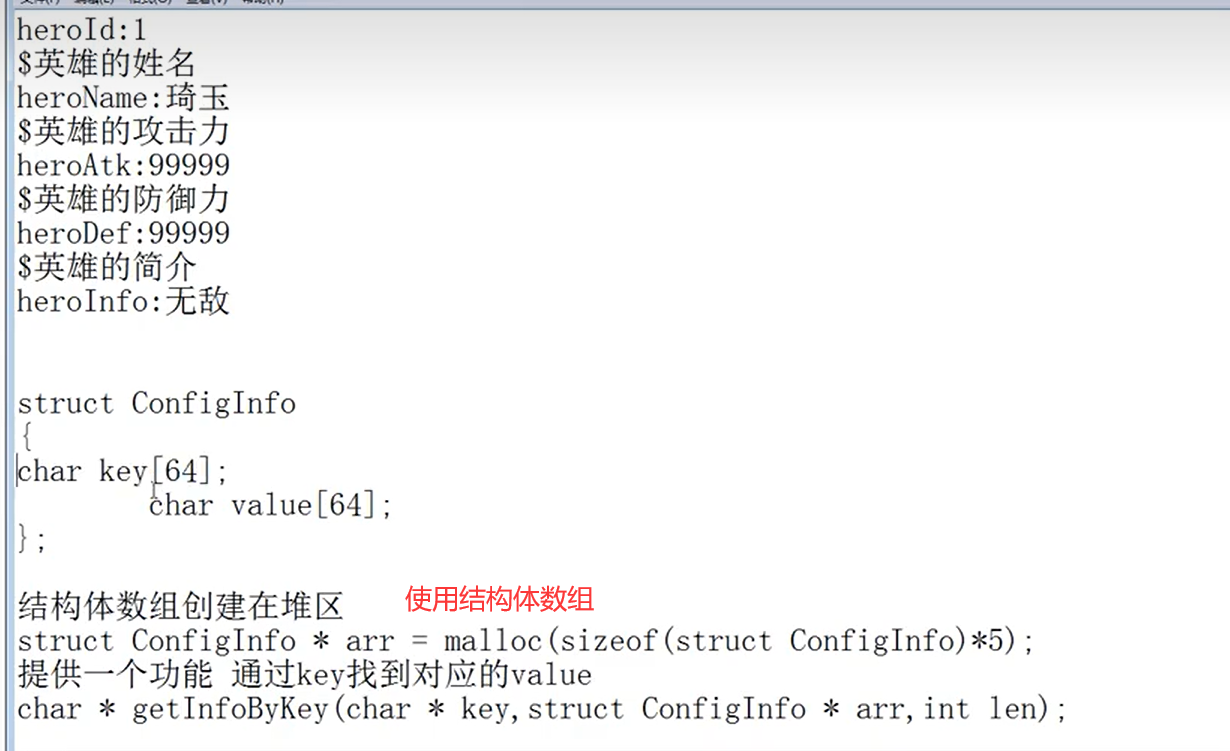 heroId:1
$英雄的姓名
heroName:琦玉
$英雄的攻击力
heroAtk:99999
$英雄的防御力
heroDef:99999
$英雄的简介
heroInfo:无敌
struct ConfigInfo
{
char key[64];
char value[64];
};
结构体数组创建在堆区 使用结构体数组
struct ConfigInfo * arr = malloc(sizeof(struct ConfigInfo)*5);
提供一个功能 通过key找到对应的value
char * getInfoByKey(char * key,struct ConfigInfo * arr,int len);